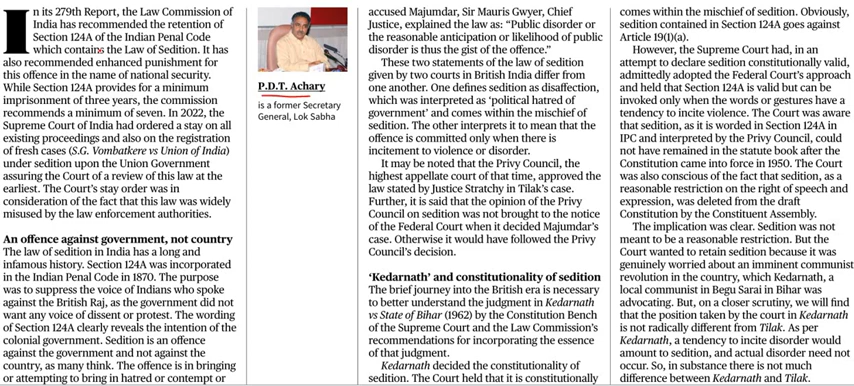 In its 279th Report, the Law Commission of
India has recommended the retention of
Section 124A of the Indian Penal Code
which contains the Law of Sedition. It has
also recommended enhanced punishment for
this offence in the name of national security.
While Section 124A provides for a minimum
imprisonment of three years, the commission
recommends a minimum of seven. In 2022, the
Supreme Court of India had ordered a stay on all
existing proceedings and also on the registration
of fresh cases (S.G. Vombatkere vs Union of India)
under sedition upon the Union Government
assuring the Court of a review of this law at the
earliest. The Court's stay order was in
consideration of the fact that this law was widely
misused by the law enforcement authorities.
An offence against government, not country
The law of sedition in India has a long and
infamous history. Section 124A was incorporated
in the Indian Penal Code in 1870. The purpose
was to suppress the voice of Indians who spoke
against the British Raj, as the government did not
want any voice of dissent or protest. The wording
of Section 124A clearly reveals the intention of the
colonial government. Sedition is an offence
against the government and not against the
country, as many think. The offence is in bringing
or attempting to bring in hatred or contempt or
P.D.T. Achary
is a former Secretary
General, Lok Sabha
accused Majumdar, Sir Mauris Gwyer, Chief
Justice, explained the law as: “Public disorder or
the reasonable anticipation or likelihood of public
disorder is thus the gist of the offence.”
These two statements of the law of sedition
given by two courts in British India differ from
one another. One defines sedition as disaffection,
which was interpreted as ‘political hatred of
government’ and comes within the mischief of
sedition. The other interprets it to mean that the
offence is committed only when there is
incitement to violence or disorder.
It may be noted that the Privy Council, the
highest appellate court of that time, approved the
law stated by Justice Stratchy in Tilak's case.
Further, it is said that the opinion of the Privy
Council on sedition was not brought to the notice
of the Federal Court when it decided Majumdar's
case. Otherwise it would have followed the Privy
Council's decision.
‘Kedarnath’ and constitutionality of sedition
The brief journey into the British era is necessary
to better understand the judgment in Kedarnath
vs State of Bihar (1962) by the Constitution Bench
of the Supreme Court and the Law Commission's
recommendations for incorporating the essence
of that judgment.
Kedarnath decided the constitutionality of
sedition. The Court held that it is constitutionally
comes within the mischief of sedition. Obviously,
sedition contained in Section 124A goes against
Article 19(1)(a).
However, the Supreme Court had, in an
attempt to declare sedition constitutionally valid,
admittedly adopted the Federal Court's approach
and held that Section 124A is valid but can be
invoked only when the words or gestures have a
tendency to incite violence. The Court was aware
that sedition, as it is worded in Section 124A in
IPC and interpreted by the Privy Council, could
not have remained in the statute book after the
Constitution came into force in 1950. The Court
was also conscious of the fact that sedition, as a
reasonable restriction on the right of speech and
expression, was deleted from the draft
Constitution by the Constituent Assembly.
The implication was clear. Sedition was not
meant to be a reasonable restriction. But the
Court wanted to retain sedition because it was
genuinely worried about an imminent communist
revolution in the country, which Kedarnath, a
local communist in Begu Sarai in Bihar was
advocating. But, on a closer scrutiny, we will find
that the position taken by the court in Kedarnath
is not radically different from Tilak. As per
Kedarnath, a tendency to incite disorder would
amount to sedition, and actual disorder need not
occur. So, in substance there is not much
difference between Kedarnath and Tilak.